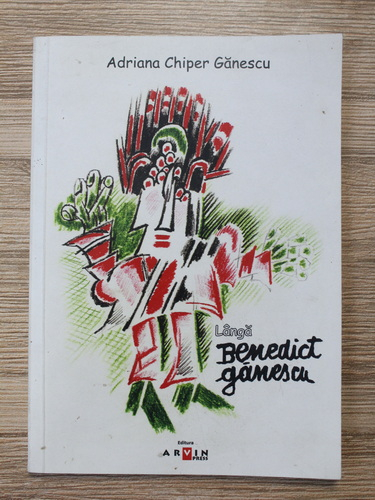 Adriana Chiper Gănescu
Lângă
Benedict
gănescu
Editura
ARVIN
PRESS